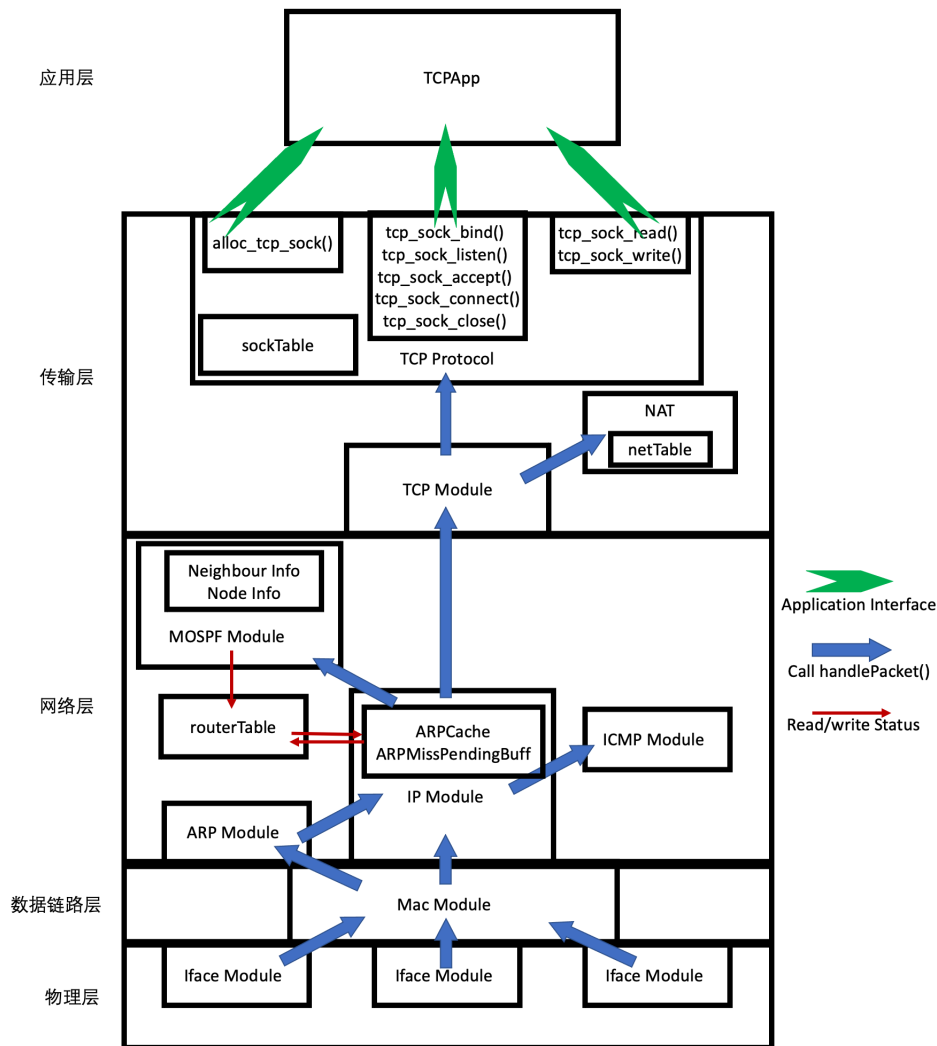 应用层
TCPApp
alloc_tcp_sock()
tcp_sock_bind()
tcp_sock_listen()
tcp_sock_accept()
tcp_sock_connect()
tcp_sock_close()
tcp_sock_read()
tcp_sock_write()
sockTable
TCP Protocol
传输层
NAT
netTable
TCP Module
Neighbour Info
Node Info
MOSPF Module
Application Interface
Call handlePacket()
Read/write Status
网络层
routerTable
ARPCache
ARPMissPendingBuff
ICMP Module
IP Module
ARP Module
数据链路层
Mac Module
物理层
Iface Module
Iface Module
Iface Module